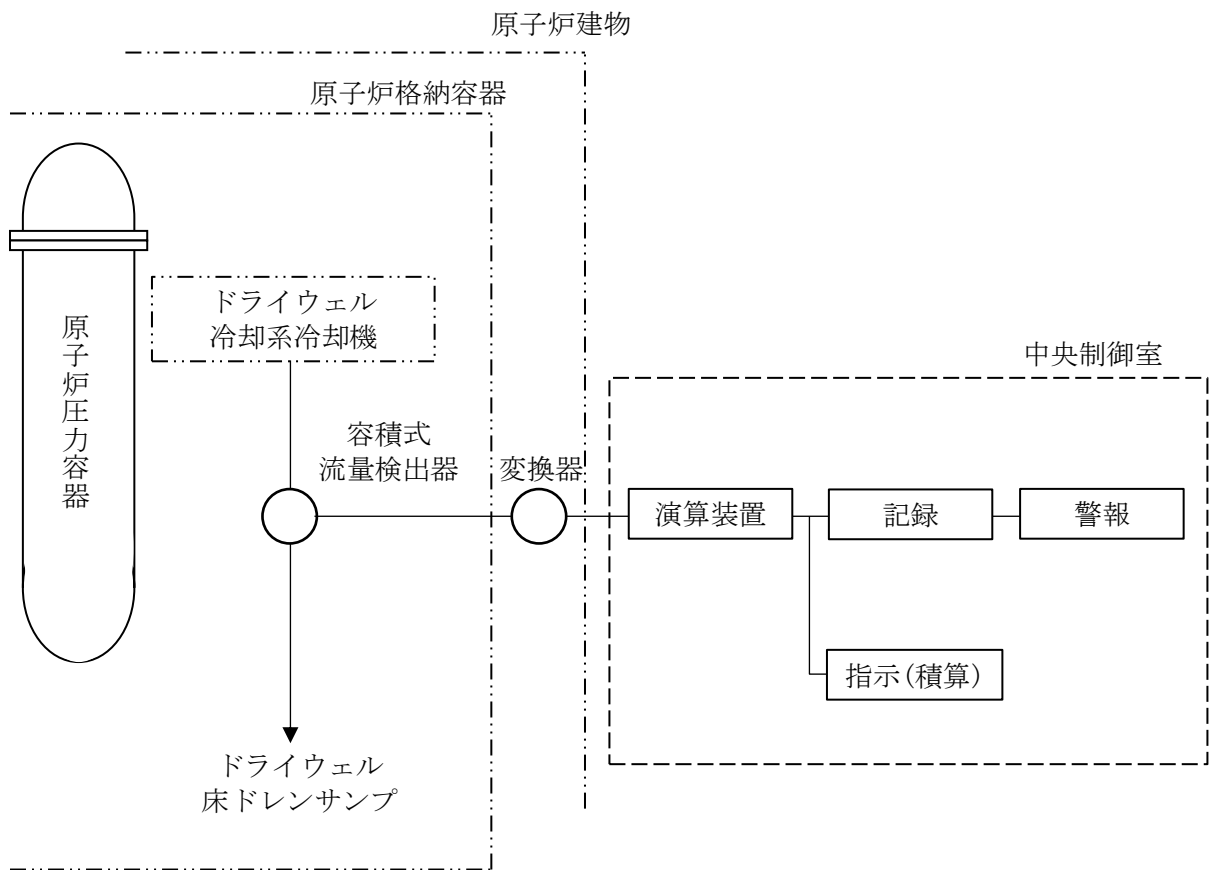 原子炉建物
原子炉格納容器
原子炉圧力容器
ドライウェル
冷却系冷却機
中央制御室
容積式
流量検出器
変換器
演算装置
記録
警報
指示(積算)
ドライウェル
床ドレンサンプ